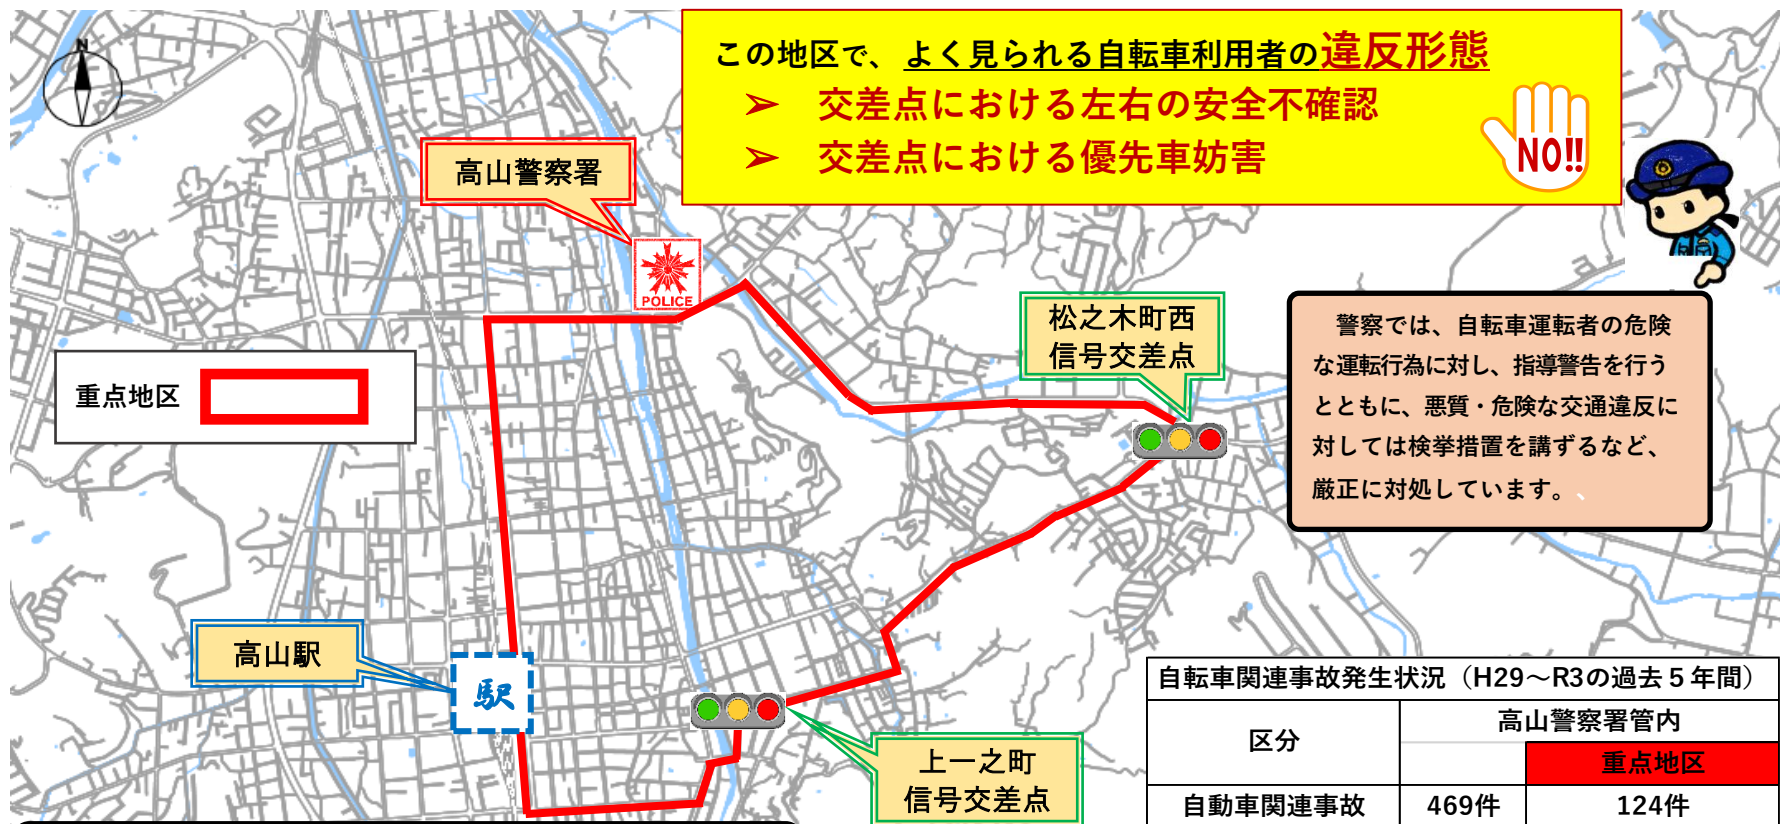 N
この地区で、よく見られる自転車利用者の違反形態
➢ 交差点における左右の安全不確認
➢ 交差点における優先車妨害
NO!!
高山警察署
POLICE
松之木町西
信号交差点
重点地区
警察では、自転車運転者の危険
な運転行為に対し、指導警告を行う
とともに、悪質・危険な交通違反に
対しては検挙措置を講ずるなど、
厳正に対処しています。、
高山駅
駅
上一之町
信号交差点
自転車関連事故発生状況（H29～R3の過去５年間）
区分 高山警察署管内
重点地区
自動車関連事故 469件 124件